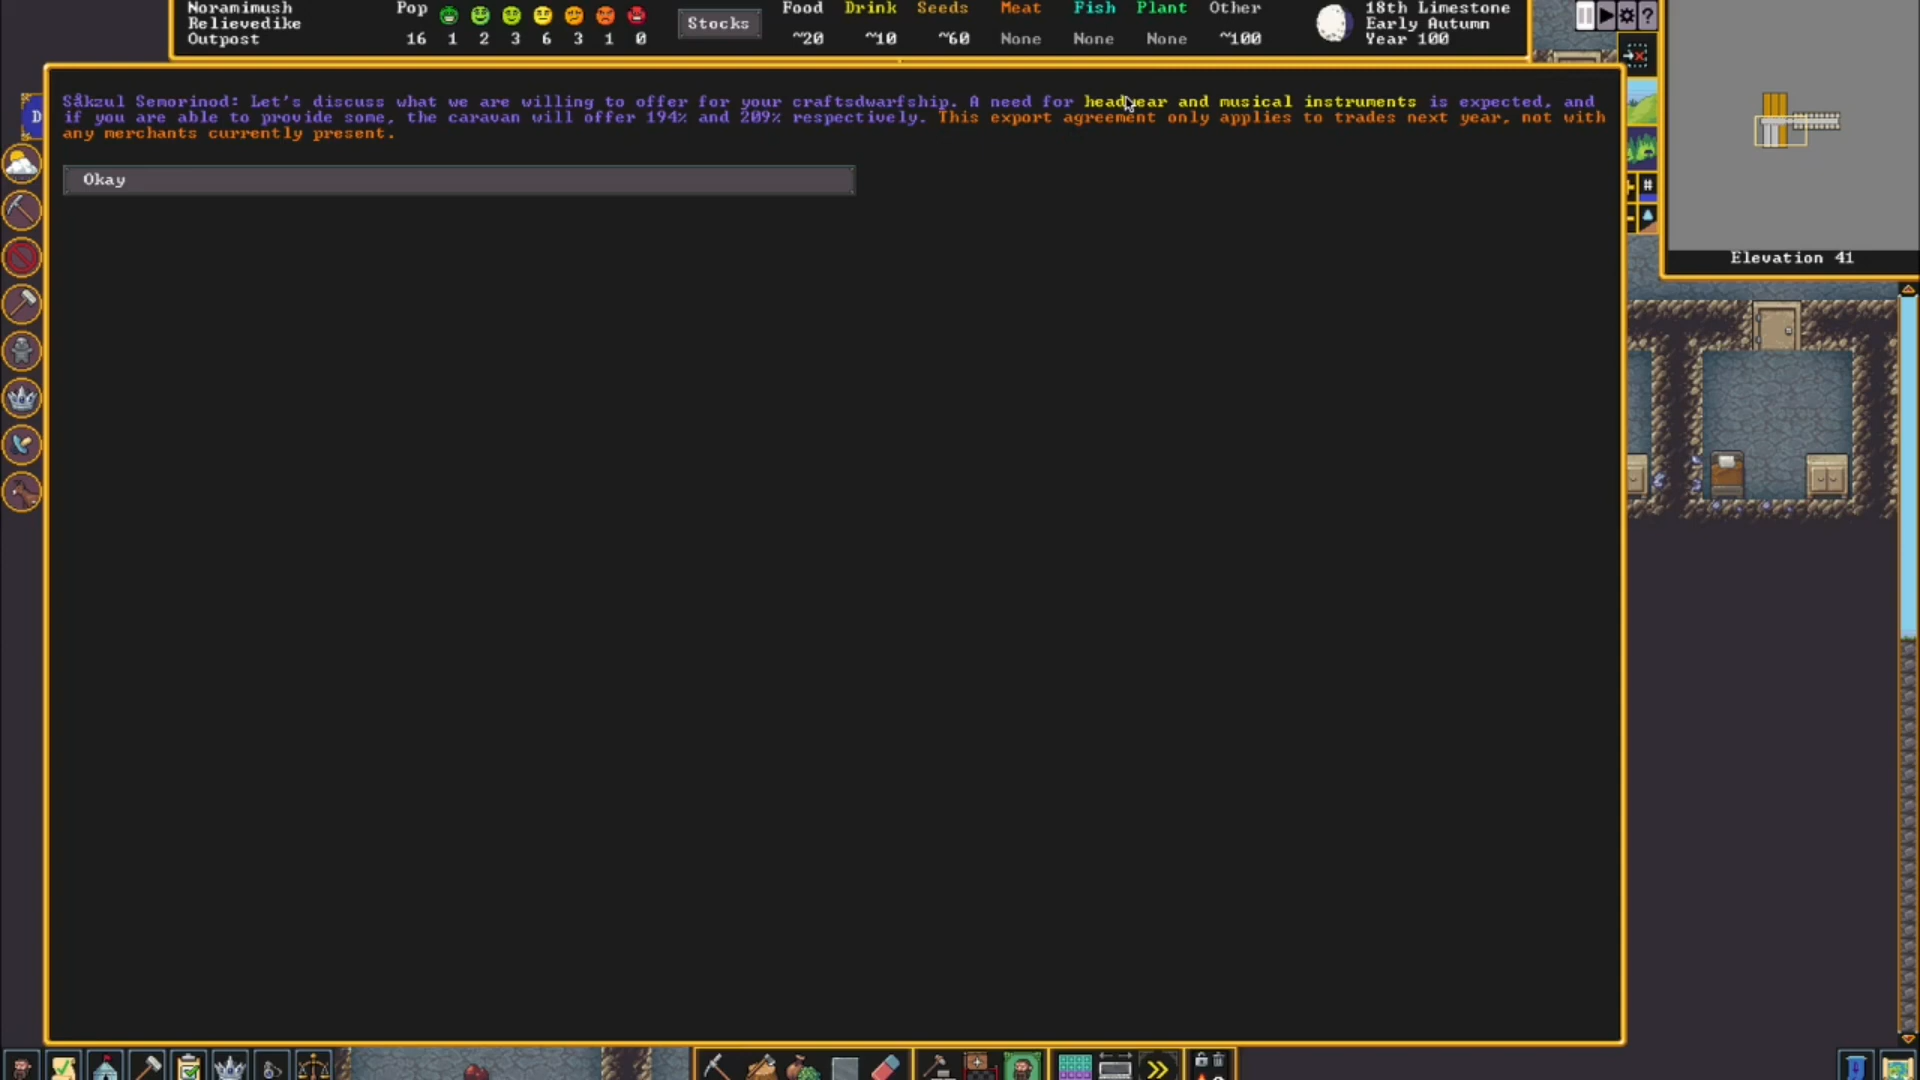 Noramimush
Relievedike
Outpost
Pop
16 1 2 3 6 3 1 0
Stocks
Food Drink Seeds Meat Fish Plant Other
~20 ~10 ~60 None None None ~100
18th Limestone
Early Autumn
Year 100
D
Såkzul Semorinod: Let's discuss what we are willing to offer for your craftsdwarfship. A need for headwear and musical instruments is expected, and
if you are able to provide some, the caravan will offer 194% and 209% respectively. This export agreement only applies to trades next year, not with
any merchants currently present.
Okay
Elevation 41